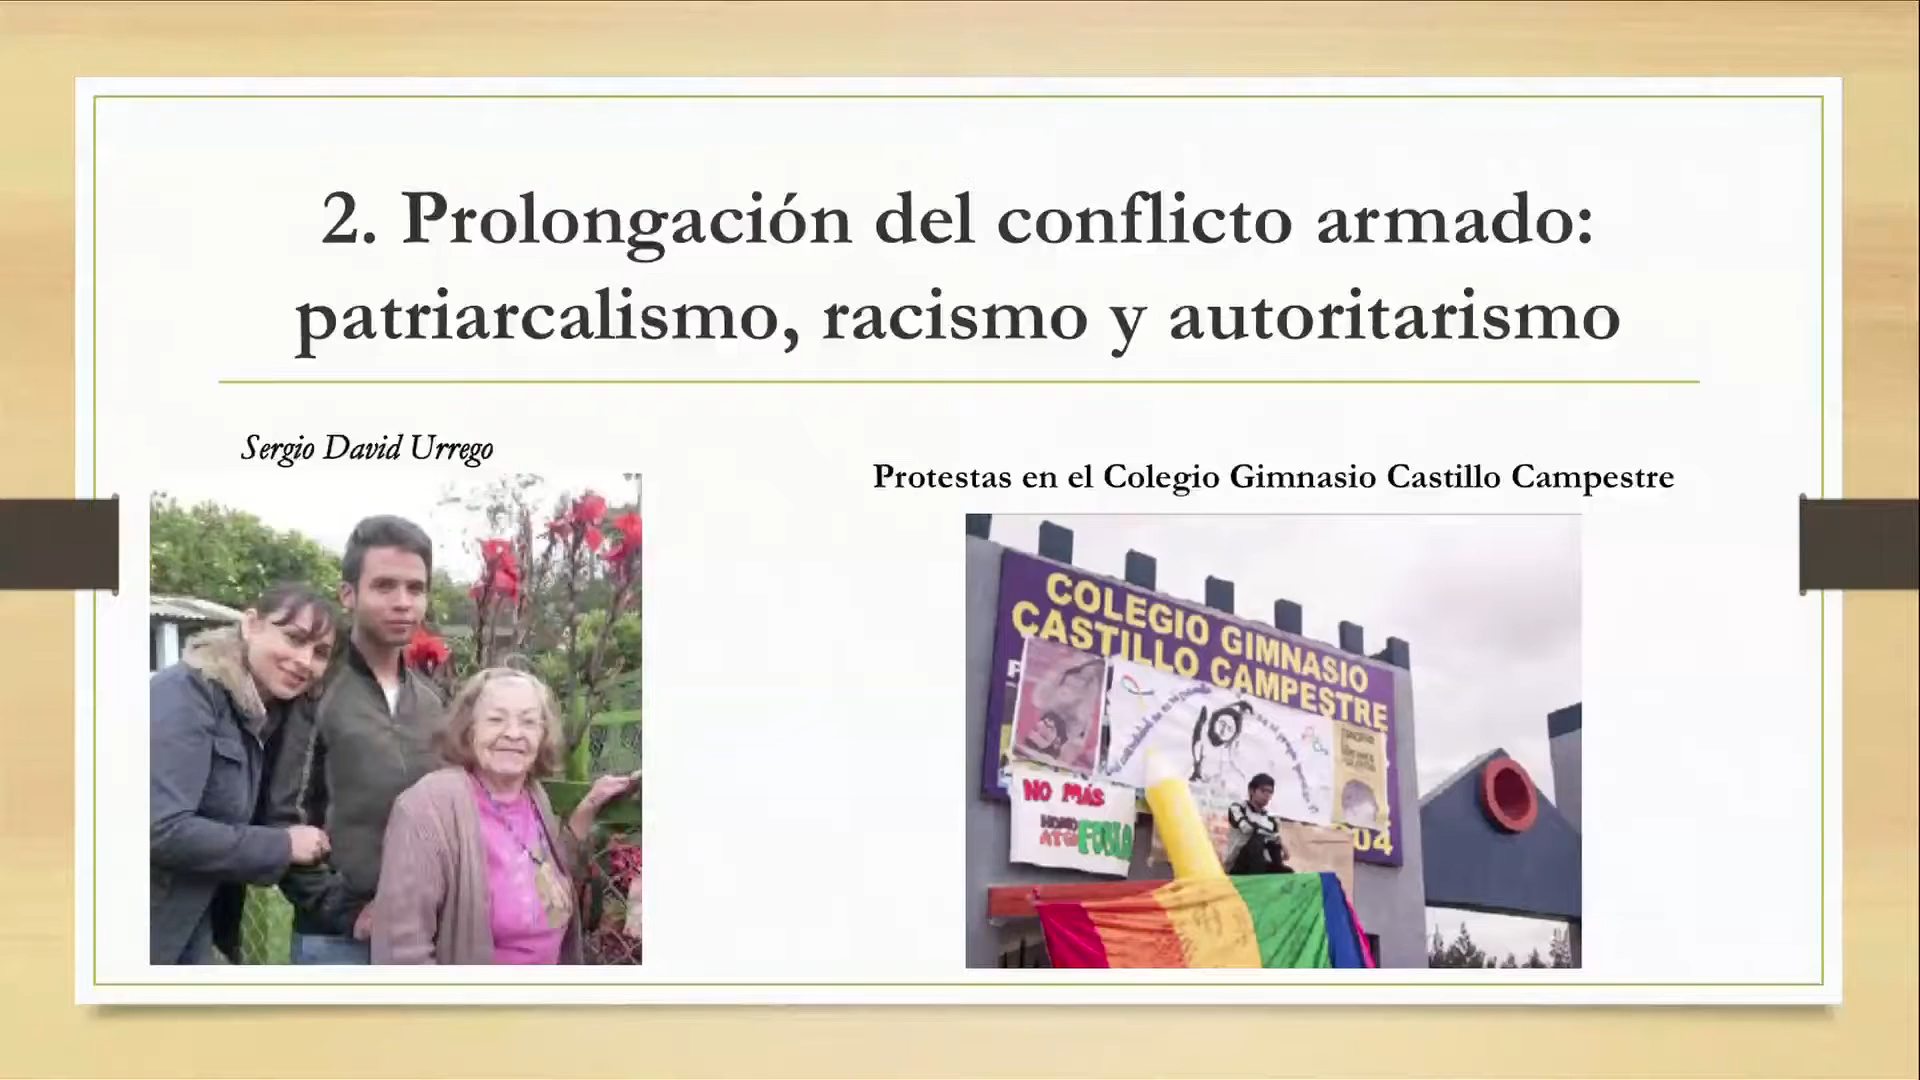 2. Prolongación del conflicto armado:
patriarcalismo, racismo y autoritarismo
Sergio David Urrego
Protestas en el Colegio Gimnasio Castillo Campestre
COLEGIO GIMNASIO
CASTILLO CAMPESTRE
NO MÁS
HOMO
FOBIA
04